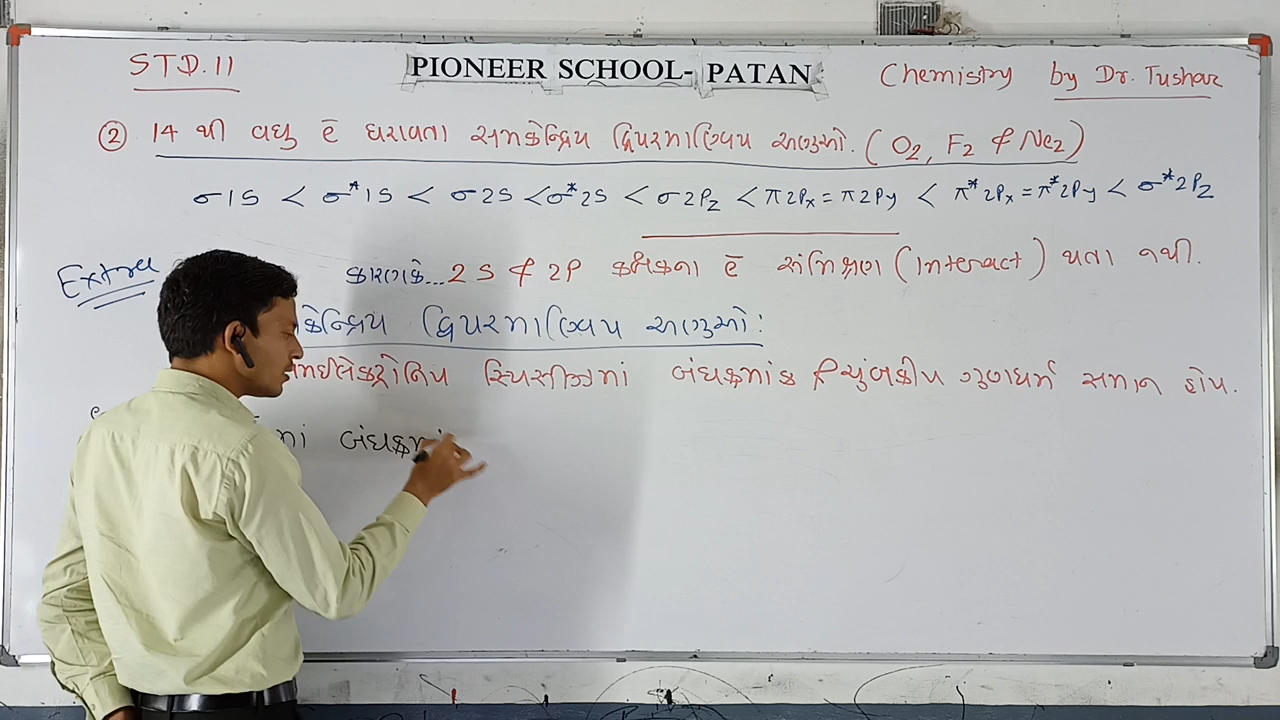 STD.11
PIONEER SCHOOL- PATAN
Chemistry by Dr. Tushar
② 14 થી વધુ ē ધરાવતા સમકેન્દ્રિય દ્વિપરમાણ્વિય અણુઓ. (O₂, F₂ & Ne₂)
σ1S < σ*1S < σ2S < σ*2S < σ2Pz < π2Px = π2Py < π*2Px = π*2Py < σ*2Pz
કારણકે... 2S & 2P કક્ષકના ē સંમિશ્રણ (Interact) થતા નથી.
Extra
કેન્દ્રિય દ્વિપરમાણ્વિય અણુઓ :
મઇલેક્ટ્રોનિય સ્પિસીઝમાં બંધક્રમાંક & ચુંબકીય ગુણધર્મ સમાન હોય.
માં બંધક્રમાં